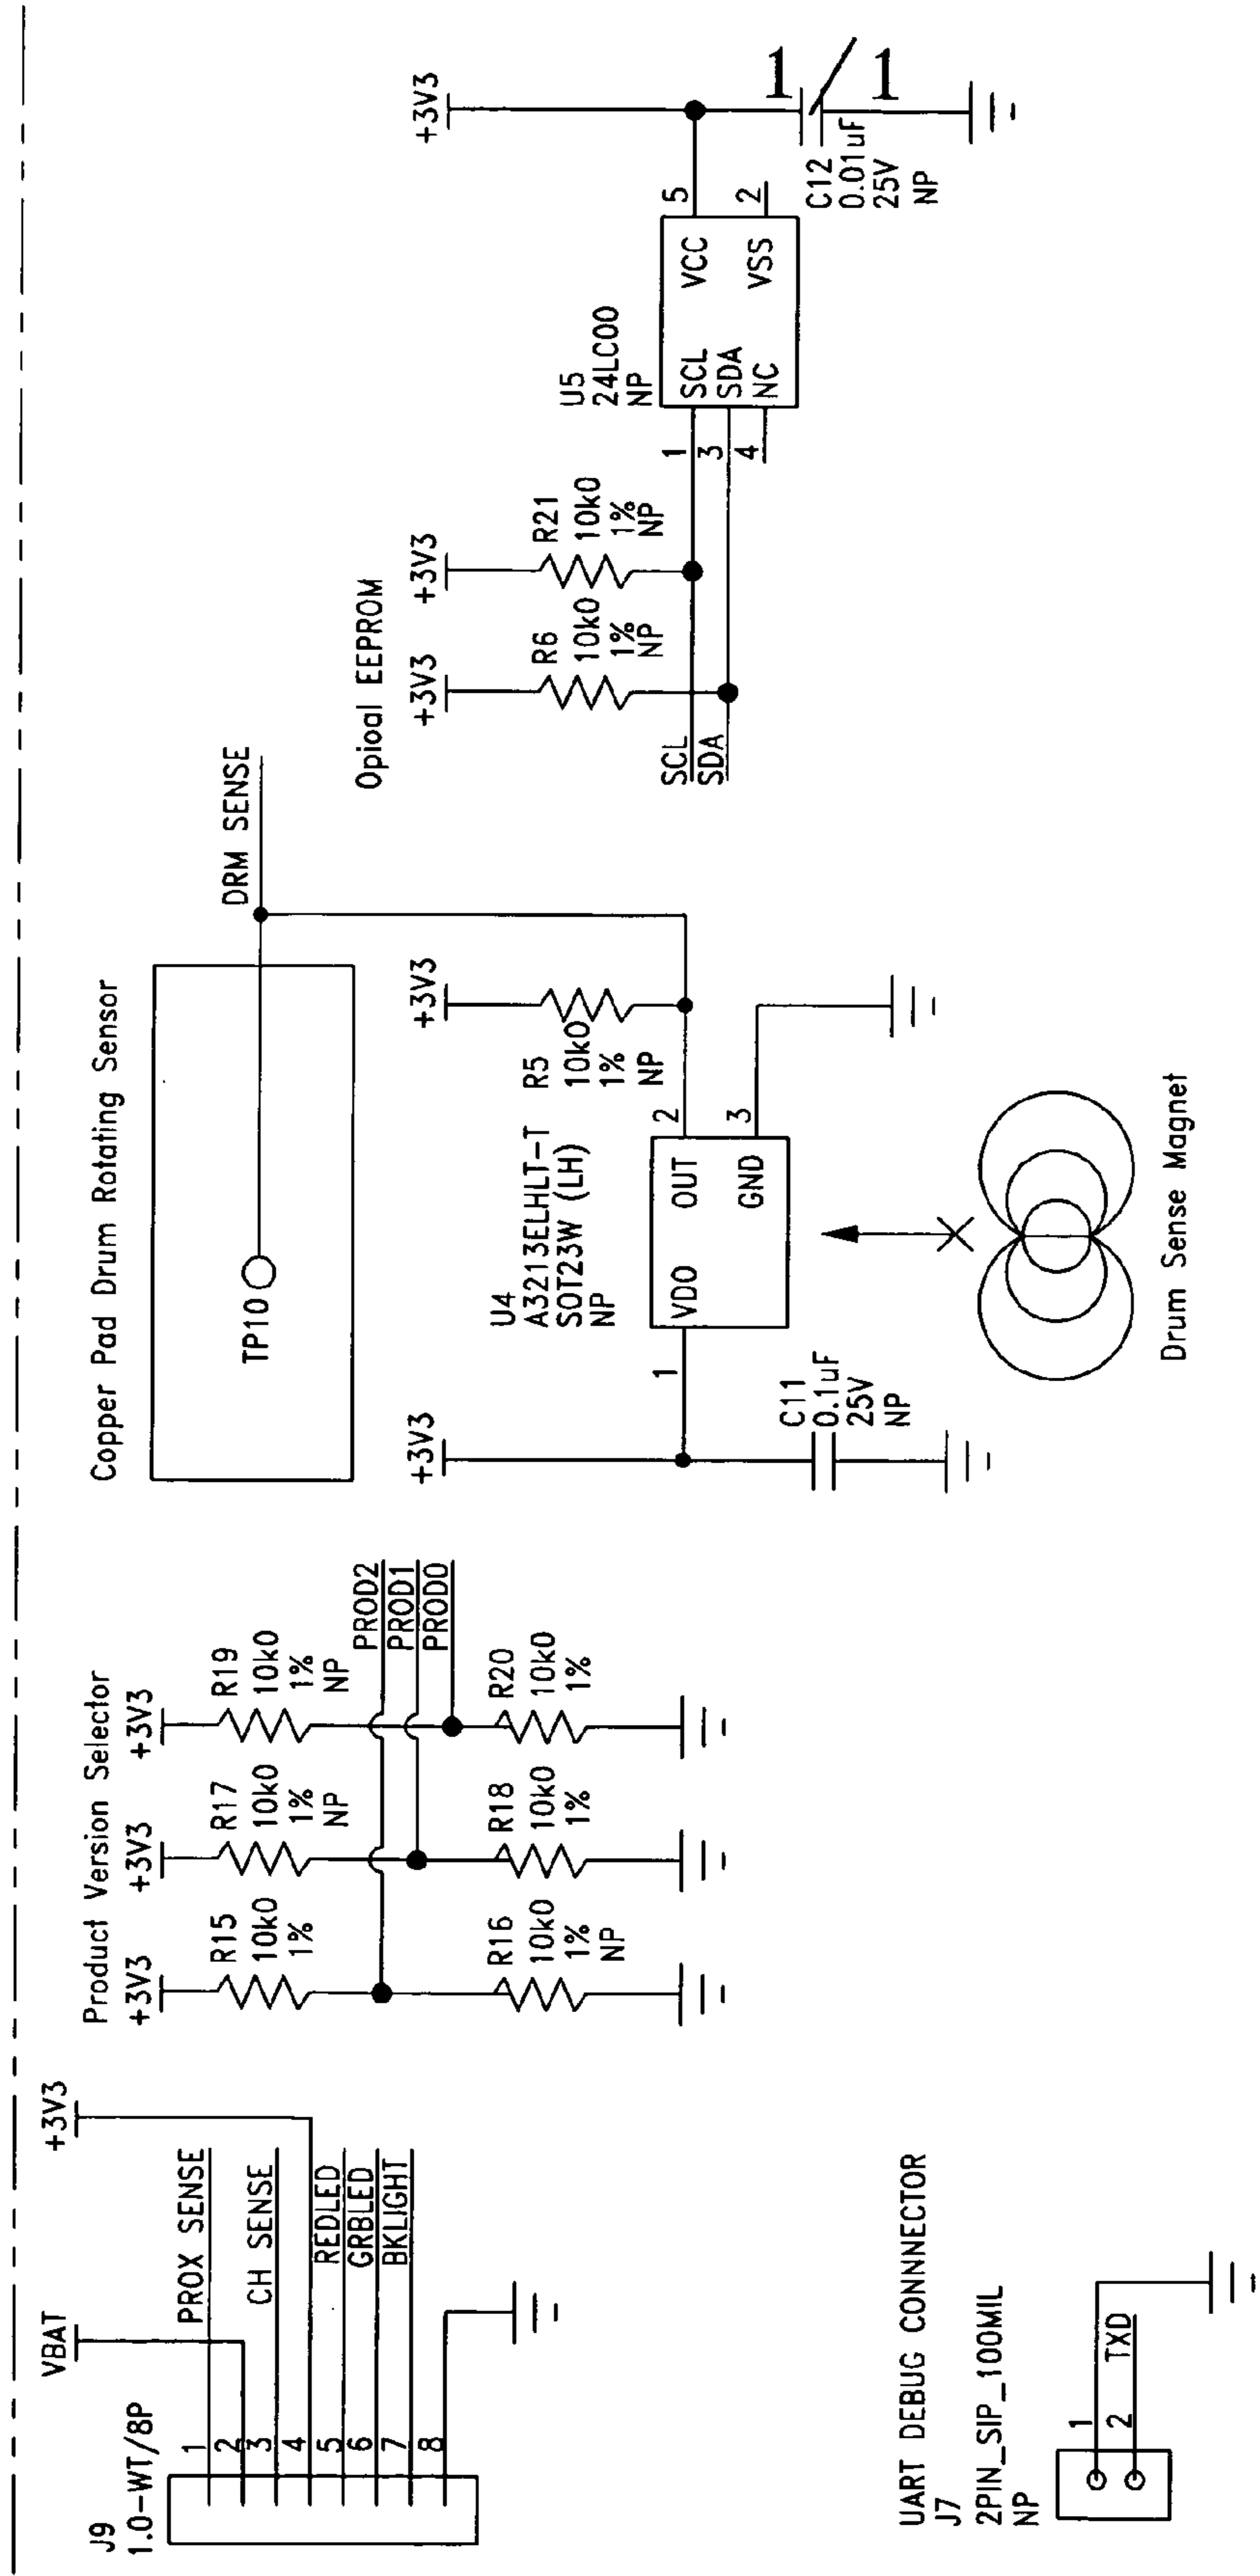 J9
1.0-WT/8P
VBAT
+3V3
1
2
3
4
5
6
7
8
PROX SENSE
CH SENSE
REDLED
GRBLED
BKLIGHT
UART DEBUG CONNNECTOR
J7
2PIN_SIP_100MIL
NP
1
2
TXD
Product Version Selector
+3V3
+3V3
+3V3
R15
10k0
1%
R17
10k0
1%
NP
R19
10k0
1%
NP
PROD2
PROD1
PROD0
R16
10k0
1%
NP
R18
10k0
1%
R20
10k0
1%
Copper Pad Drum Rotating Sensor
TP10
DRM SENSE
+3V3
+3V3
U4
A3213ELHLT-T
SOT23W (LH)
NP
R5
10k0
1%
NP
1
VDO
OUT
2
GND
3
C11
0.1uF
25V
NP
Drum Sense Magnet
Opioal EEPROM
+3V3
+3V3
+3V3
R6
10k0
1%
NP
R21
10k0
1%
NP
SCL
SDA
U5
24LC00
NP
1
3
4
SCL
SDA
NC
VCC
VSS
5
2
C12
0.01uF
25V
NP
1
1